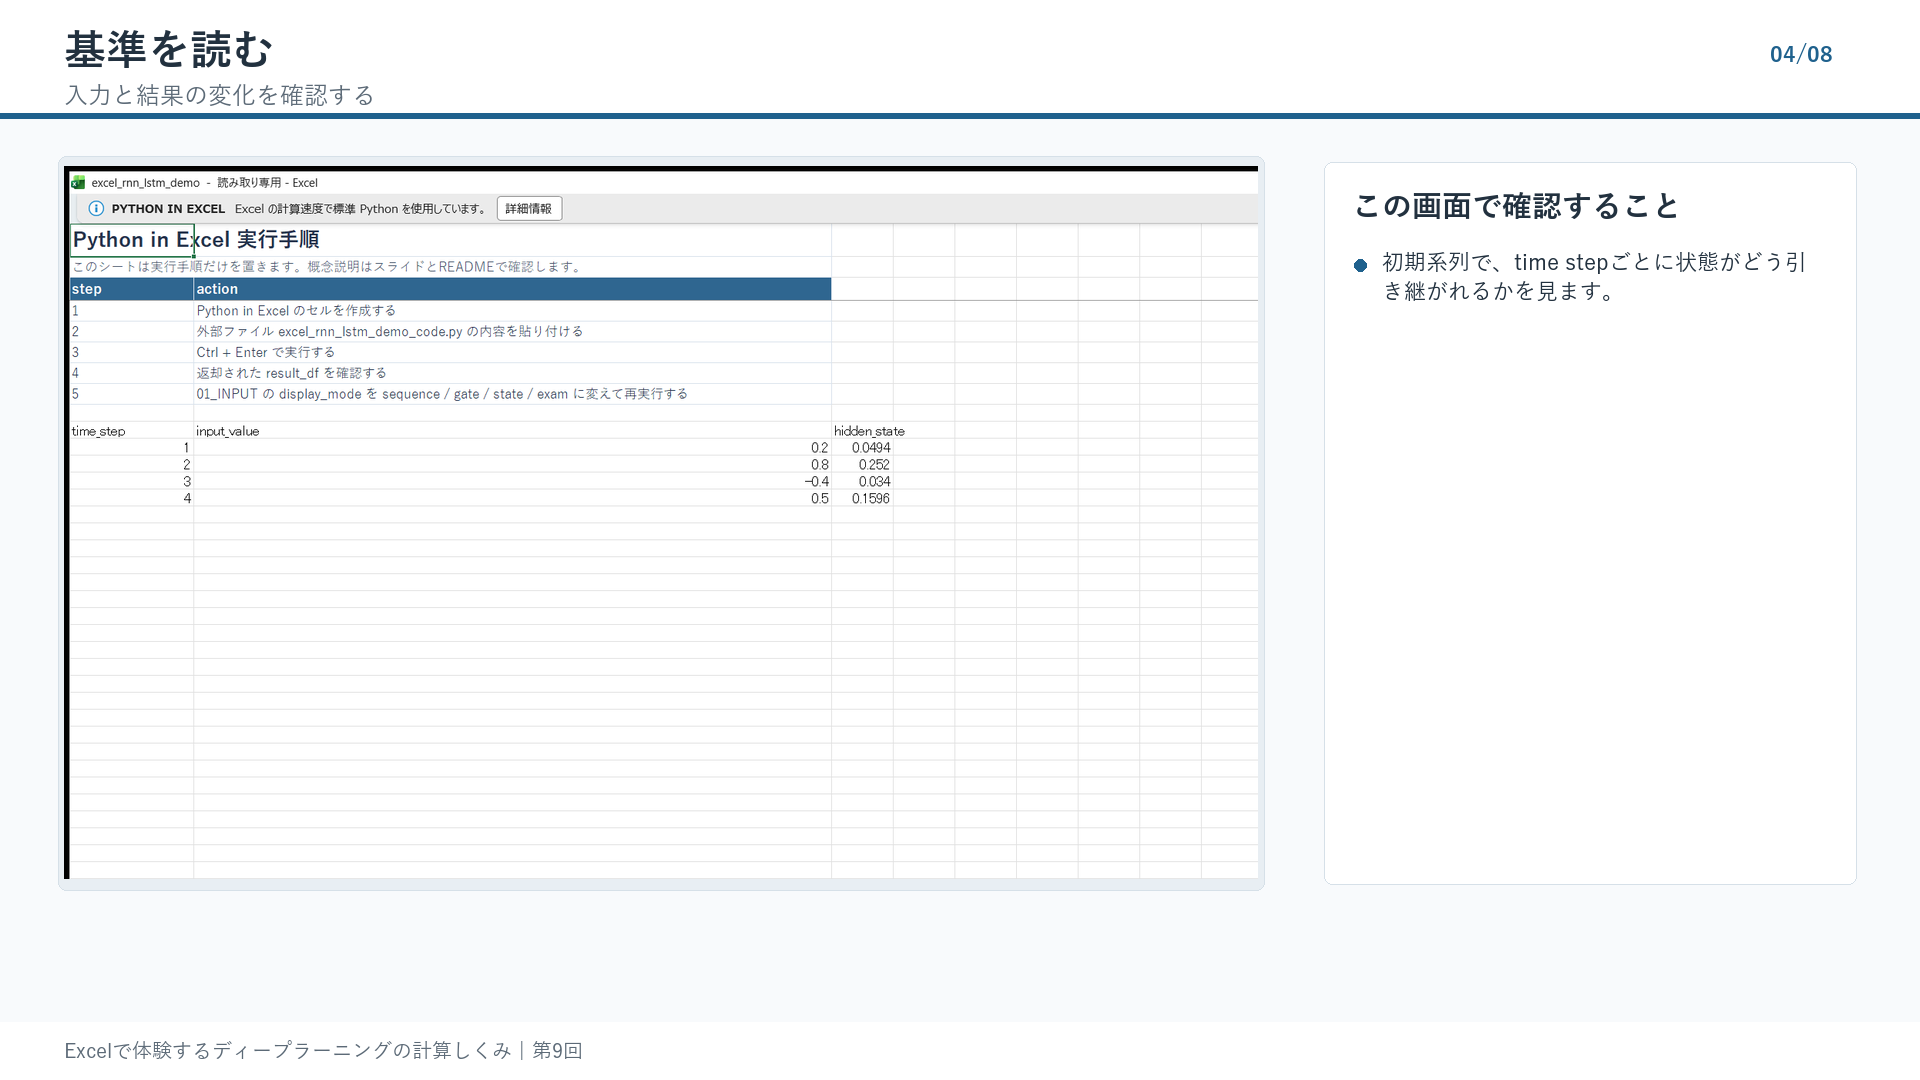 基準を読む
04/08
入力と結果の変化を確認する
excel_rnn_lstm_demo - 読み取り専用 - Excel
PYTHON IN EXCEL Excel の計算速度で標準 Python を使用しています。 詳細情報
Python in Excel 実行手順
このシートは実行手順だけを置きます。概念説明はスライドとREADMEで確認します。
step action
1 Python in Excel のセルを作成する
2 外部ファイル excel_rnn_lstm_demo_code.py の内容を貼り付ける
3 Ctrl + Enter で実行する
4 返却された result_df を確認する
5 01_INPUT の display_mode を sequence / gate / state / exam に変えて再実行する
time_step input_value hidden_state
1 0.2 0.0494
2 0.8 0.252
3 -0.4 0.034
4 0.5 0.1596
この画面で確認すること
初期系列で、time stepごとに状態がどう引
き継がれるかを見ます。
Excelで体験するディープラーニングの計算しくみ｜第9回